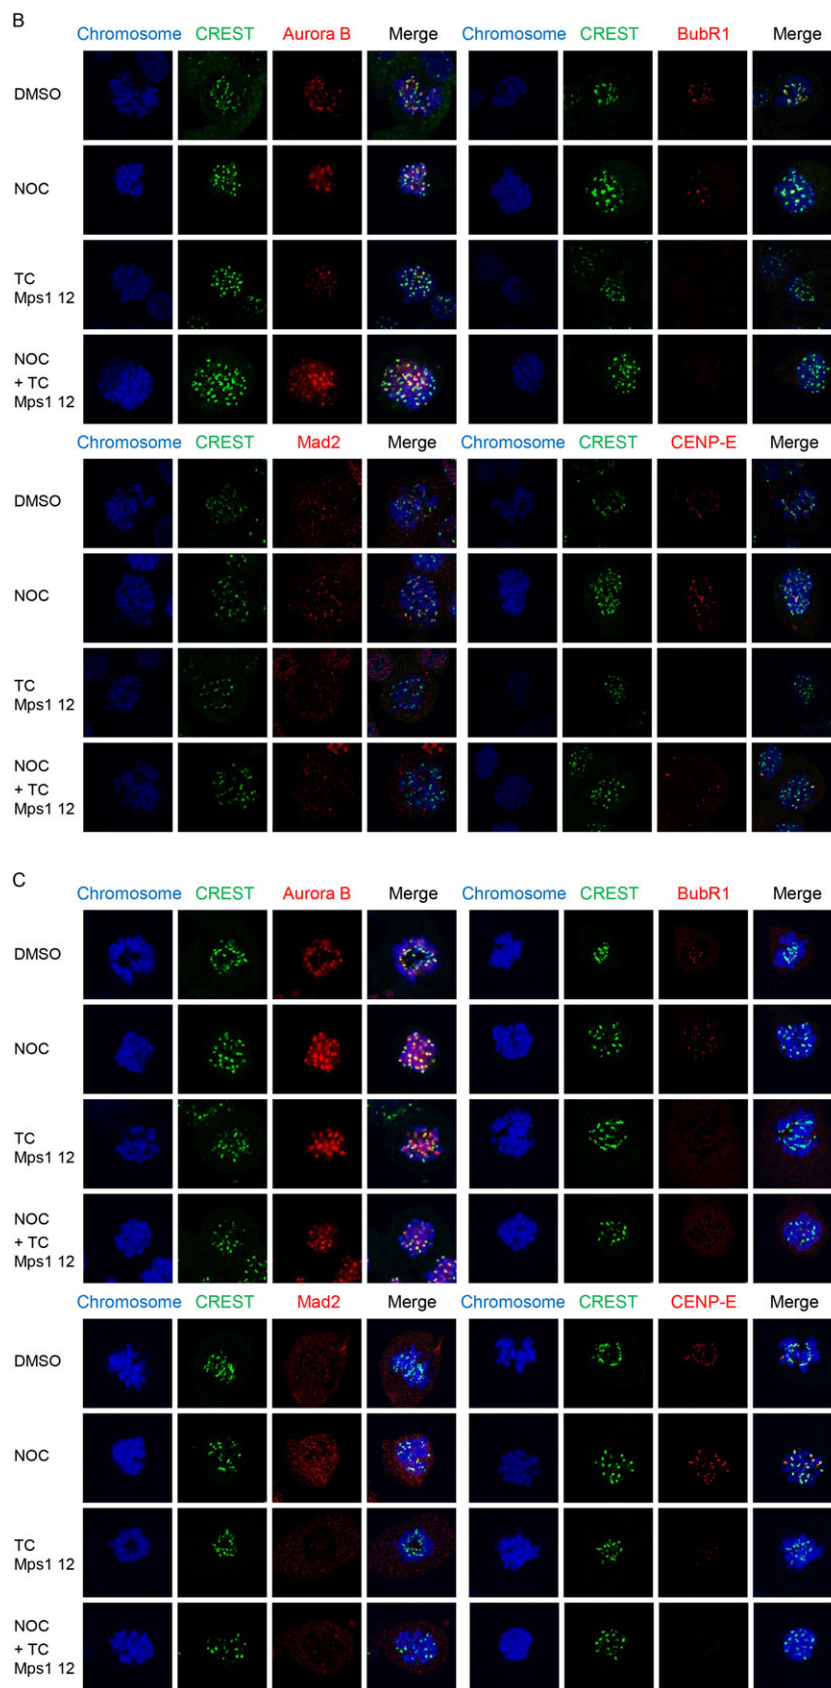 B
Chromosome CREST Aurora B Merge Chromosome CREST BubR1 Merge
DMSO
NOC
TC
Mps1 12
NOC
+ TC
Mps1 12
Chromosome CREST Mad2 Merge Chromosome CREST CENP-E Merge
DMSO
NOC
TC
Mps1 12
NOC
+ TC
Mps1 12
C
Chromosome CREST Aurora B Merge Chromosome CREST BubR1 Merge
DMSO
NOC
TC
Mps1 12
NOC
+ TC
Mps1 12
Chromosome CREST Mad2 Merge Chromosome CREST CENP-E Merge
DMSO
NOC
TC
Mps1 12
NOC
+ TC
Mps1 12